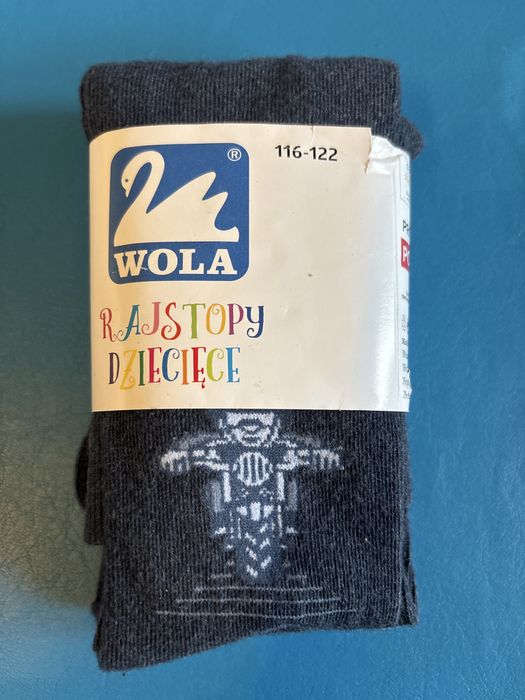 ®
116-122
WOLA
RAJSTOPY
DZIECIĘCE